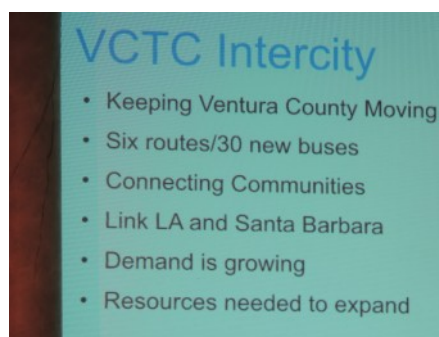 VCTC Intercity
• Keeping Ventura County Moving
• Six routes/30 new buses
• Connecting Communities
• Link LA and Santa Barbara
• Demand is growing
• Resources needed to expand